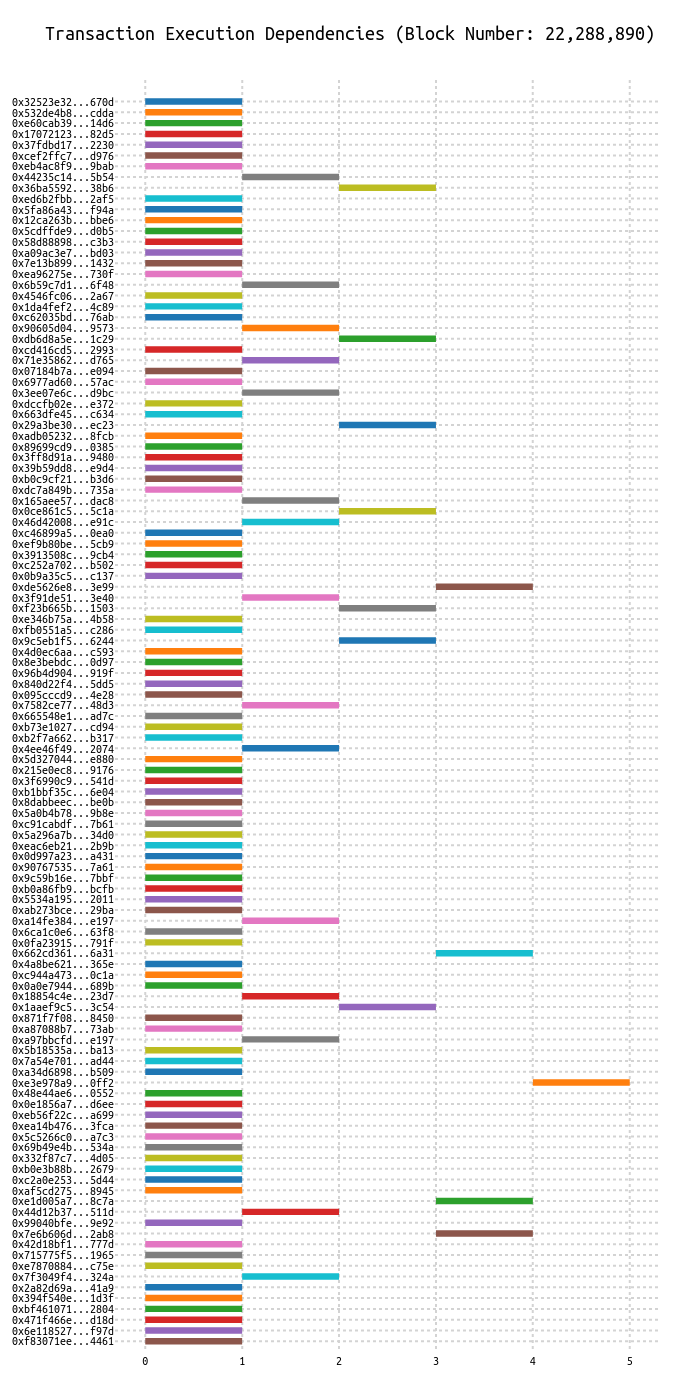 Transaction Execution Dependencies (Block Number: 22,288,890)
0x32523e32...670d
0x532de4b8...cdda
0xe60cab39...14d6
0x17072123...82d5
0x37fdbd17...2230
0xcef2ffc7...d976
0xeb4ac8f9...9bab
0x44235c14...5b54
0x36ba5592...38b6
0xed6b2fbb...2af5
0x5fa86a43...f94a
0x12ca263b...bbe6
0x5cdffde9...d0b5
0x58d88898...c3b3
0xa09ac3e7...bd03
0x7e13b899...1432
0xea96275e...730f
0x6b59c7d1...6f48
0x4546fc06...2a67
0x1da4fef2...4c89
0xc62035bd...76ab
0x90605d04...9573
0xdb6d8a5e...1c29
0xcd416cd5...2993
0x71e35862...d765
0x07184b7a...e094
0x6977ad60...57ac
0x3ee07e6c...d9bc
0xdccfb02e...e372
0x663dfe45...c634
0x29a3be30...ec23
0xadb05232...8fcb
0x89699cd9...0385
0x3ff8d91a...9480
0x39b59dd8...e9d4
0xb0c9cf21...b3d6
0xdc7a849b...735a
0x165aee57...dac8
0x0ce861c5...5c1a
0x46d42008...e91c
0xc46899a5...0ea0
0xef9b80be...5cb9
0x3913508c...9cb4
0xc252a702...b502
0x0b9a35c5...c137
0xde5626e8...3e99
0x3f91de51...3e40
0xf23b665b...1503
0xe346b75a...4b58
0xfb0551a5...c286
0x9c5eb1f5...6244
0x4d0ec6aa...c593
0x8e3bebdc...0d97
0x96b4d904...919f
0x840d22f4...5dd5
0x095cccd9...4e28
0x7582ce77...48d3
0x665548e1...ad7c
0xb73e1027...cd94
0xb2f7a662...b317
0x4ee46f49...2074
0x5d327044...e880
0x215e0ec8...9176
0x3f6990c9...541d
0xb1bbf35c...6e04
0x8dabbeec...be0b
0x5a0b4b78...9b8e
0xc91cabdf...7b61
0x5a296a7b...34d0
0xeac6eb21...2b9b
0x0d997a23...a431
0x90767535...7a61
0x9c59b16e...7bbf
0xb0a86fb9...bcfb
0x5534a195...2011
0xab273bce...29ba
0xa14fe384...e197
0x6ca1c0e6...63f8
0x0fa23915...791f
0x662cd361...6a31
0x4a8be621...365e
0xc944a473...0c1a
0x0a0e7944...689b
0x18854c4e...23d7
0x1aaef9c5...3c54
0x871f7f08...8450
0xa87088b7...73ab
0xa97bbcfd...e197
0x5b18535a...ba13
0x7a54e701...ad44
0xa34d6898...b509
0xe3e978a9...0ff2
0x48e44ae6...0552
0x0e1856a7...d6ee
0xeb56f22c...a699
0xea14b476...3fca
0x5c5266c0...a7c3
0x69b49e4b...534a
0x332f87c7...4d05
0xb0e3b88b...2679
0xc2a0e253...5d44
0xaf5cd275...8945
0xe1d005a7...8c7a
0x44d12b37...511d
0x99040bfe...9e92
0x7e6b606d...2ab8
0x42d18bf1...777d
0x715775f5...1965
0xe7870884...c75e
0x7f3049f4...324a
0x2a82d69a...41a9
0x394f540e...1d3f
0xbf461071...2804
0x471f466e...d18d
0x6e118527...f97d
0xf83071ee...4461
0 1 2 3 4 5